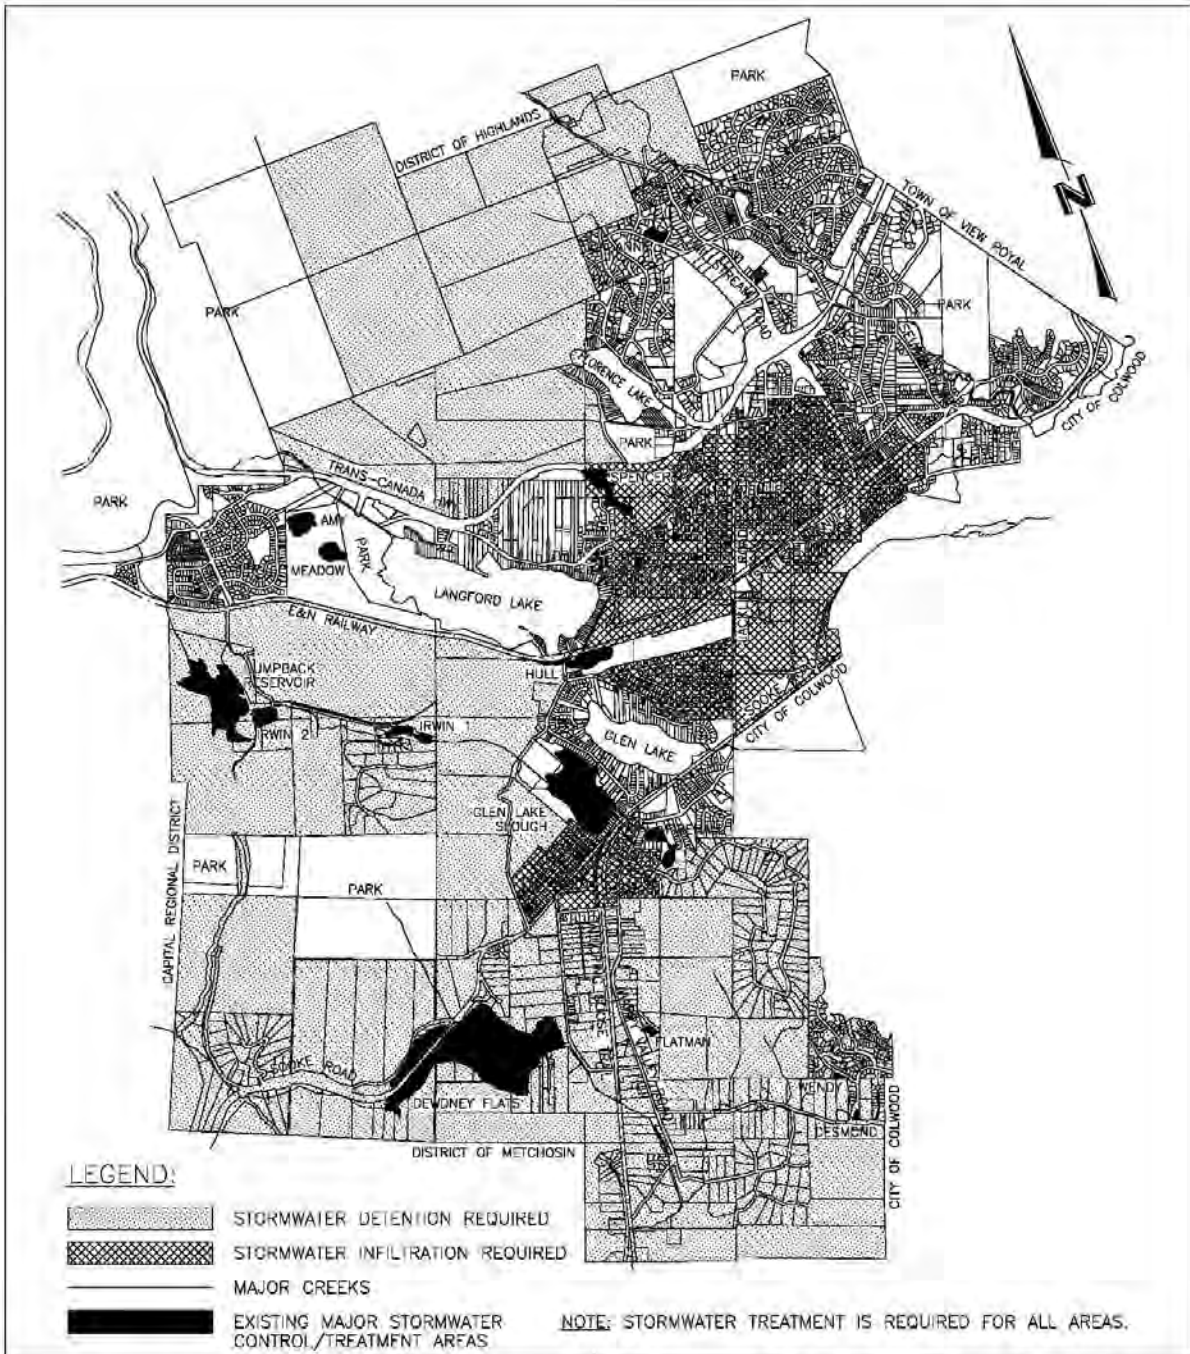 PARK
DISTRICT OF HIGHLANDS
N
TOWN OF VIEW ROYAL
PARK
PARK
CITY OF COLWOOD
FLORENCE LAKE
PARK
TRANS-CANADA HWY
SPENCER
PARK
AMY
MEADOW
PARK
LANGFORD LAKE
E&N RAILWAY
HULL
RESERVOIR
IRWIN 1
IRWIN 2
GLEN LAKE
SOOKE
CITY OF COLWOOD
GLEN LAKE
SLOUGH
CAPITAL REGIONAL DISTRICT
PARK
PARK
FLATMAN
SOOKE ROAD
DEWDNEY FLATS
WENDY
DESMOND
CITY OF COLWOOD
DISTRICT OF METCHOSIN
LEGEND:
STORMWATER DETENTION REQUIRED
STORMWATER INFILTRATION REQUIRED
MAJOR CREEKS
EXISTING MAJOR STORMWATER
CONTROL/TREATMENT AREAS
NOTE: STORMWATER TREATMENT IS REQUIRED FOR ALL AREAS.